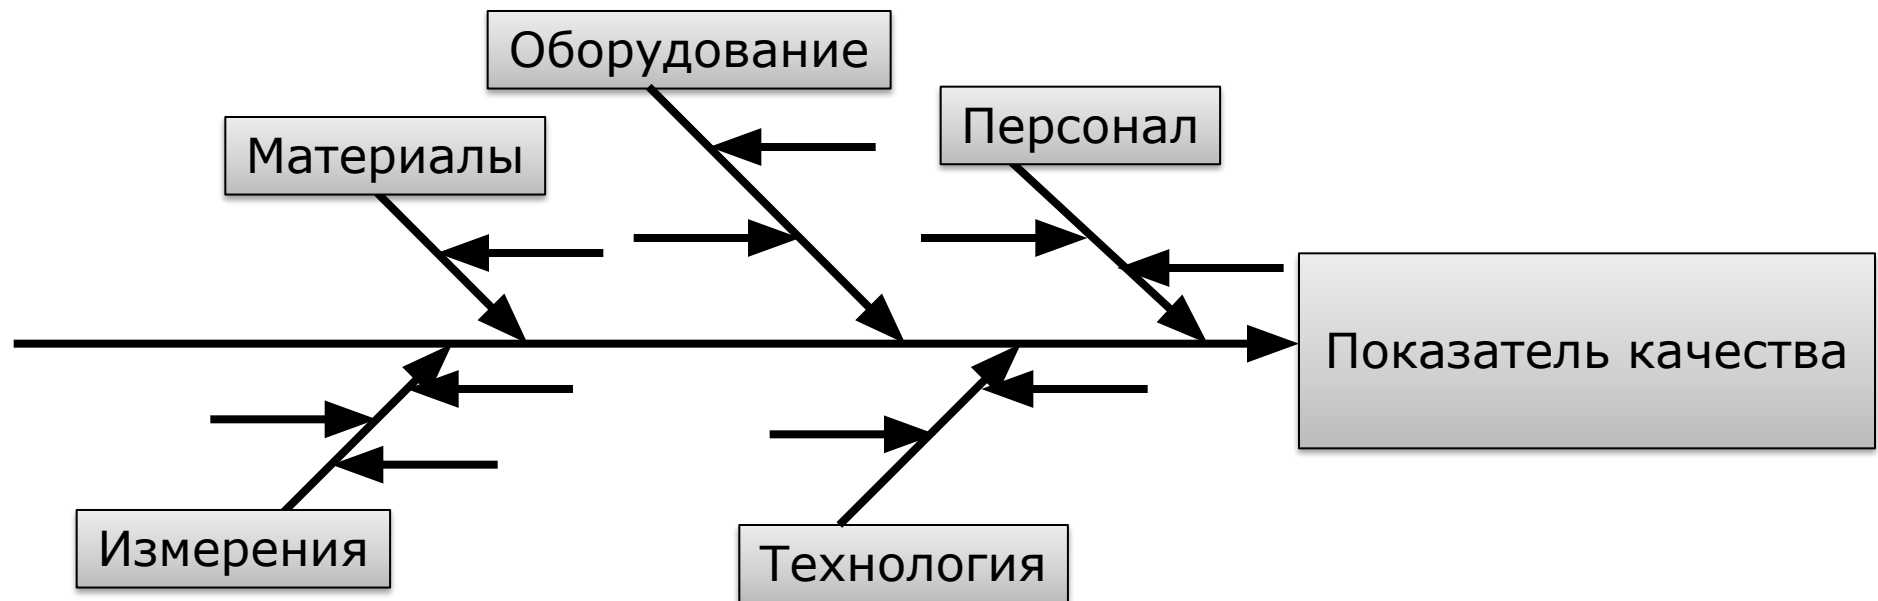 Оборудование
Персонал
Материалы
Показатель качества
Измерения
Технология